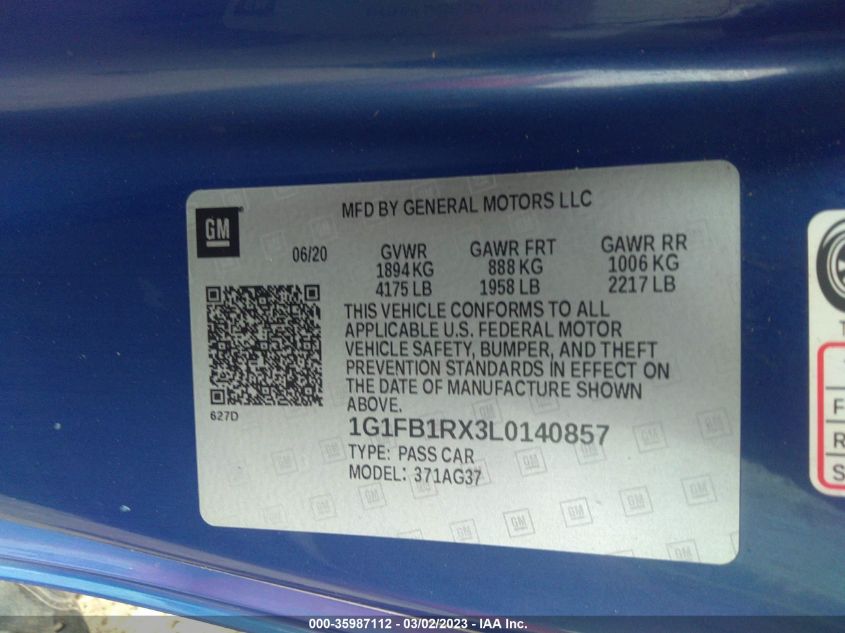 MFD BY GENERAL MOTORS LLC
GM
06/20
GVWR
1894 KG
4175 LB
GAWR FRT
888 KG
1958 LB
GAWR RR
1006 KG
2217 LB
THIS VEHICLE CONFORMS TO ALL
APPLICABLE U.S. FEDERAL MOTOR
VEHICLE SAFETY, BUMPER, AND THEFT
PREVENTION STANDARDS IN EFFECT ON
THE DATE OF MANUFACTURE SHOWN
ABOVE.
627D
1G1FB1RX3L0140857
TYPE: PASS CAR
MODEL: 371AG37
T
F
R
S
000-35987112 - 03/02/2023 - IAA Inc.